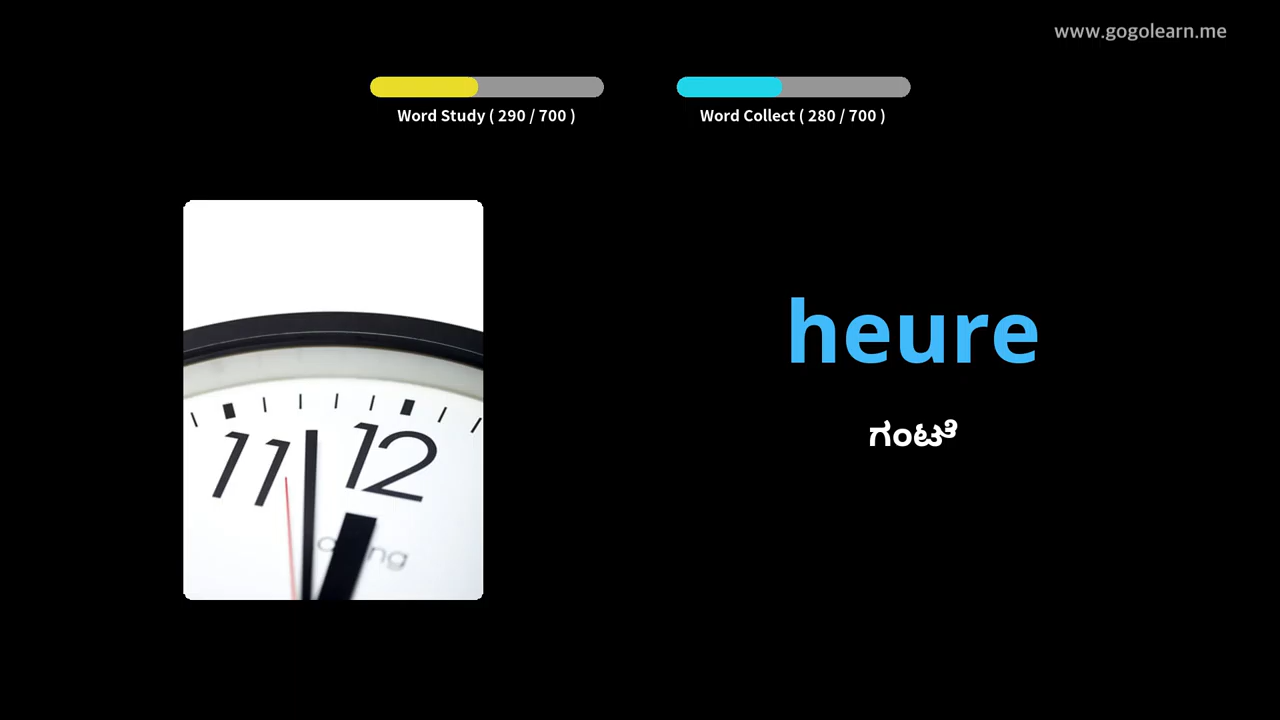 www.gogolearn.me
Word Study ( 290 / 700 )
Word Collect ( 280 / 700 )
11 12
heure
ಗಂಟೆ